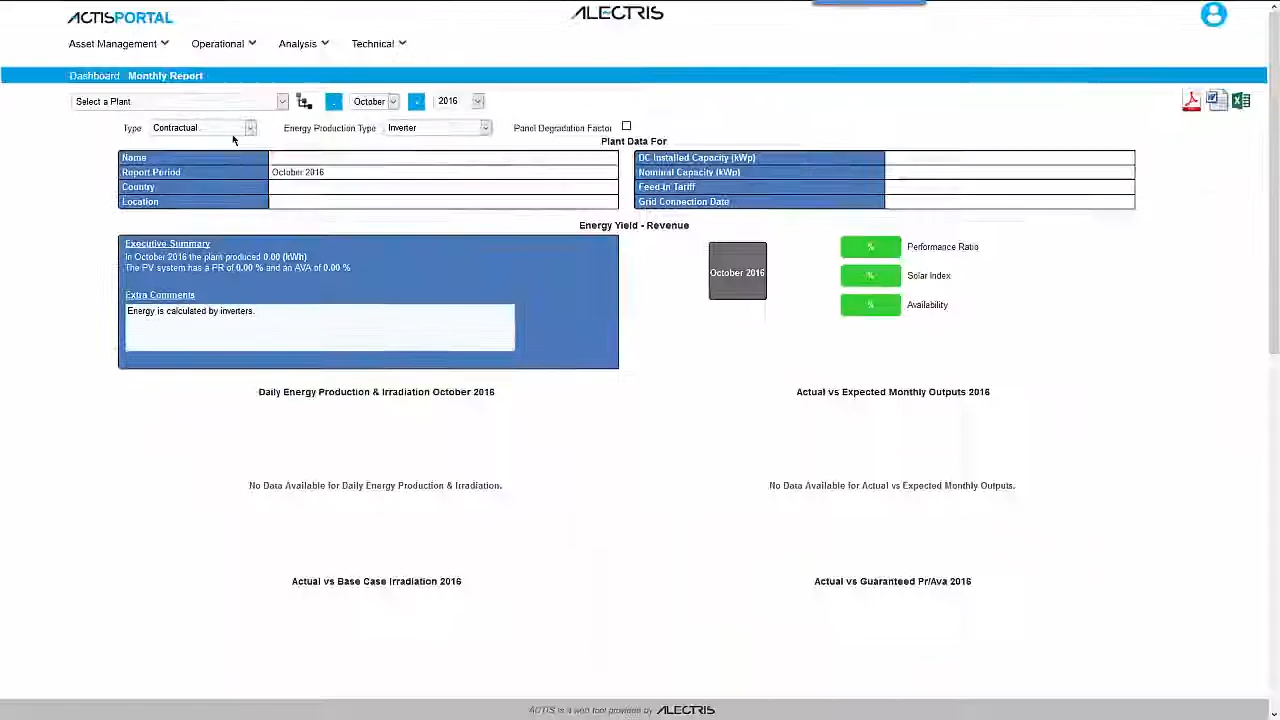 ACTISPORTAL
ALECTRIS
Asset Management Operational Analysis Technical
Dashboard Monthly Report
Select a Plant October 2016
Type Contractual Energy Production Type Inverter Panel Degradation Factor
Plant Data For
Name
Report Period October 2016
Country
Location
DC Installed Capacity (kWp)
Nominal Capacity (kWp)
Feed-In Tariff
Grid Connection Date
Energy Yield - Revenue
Executive Summary
In October 2016 the plant produced 0.00 (kWh)
The PV system has a PR of 0.00 % and an AVA of 0.00 %
Extra Comments
Energy is calculated by inverters.
October 2016
% Performance Ratio
% Solar Index
% Availability
Daily Energy Production & Irradiation October 2016
Actual vs Expected Monthly Outputs 2016
No Data Available for Daily Energy Production & Irradiation.
No Data Available for Actual vs Expected Monthly Outputs.
Actual vs Base Case Irradiation 2016
Actual vs Guaranteed Pr/Ava 2016
ACTIS is a web tool provided by ALECTRIS